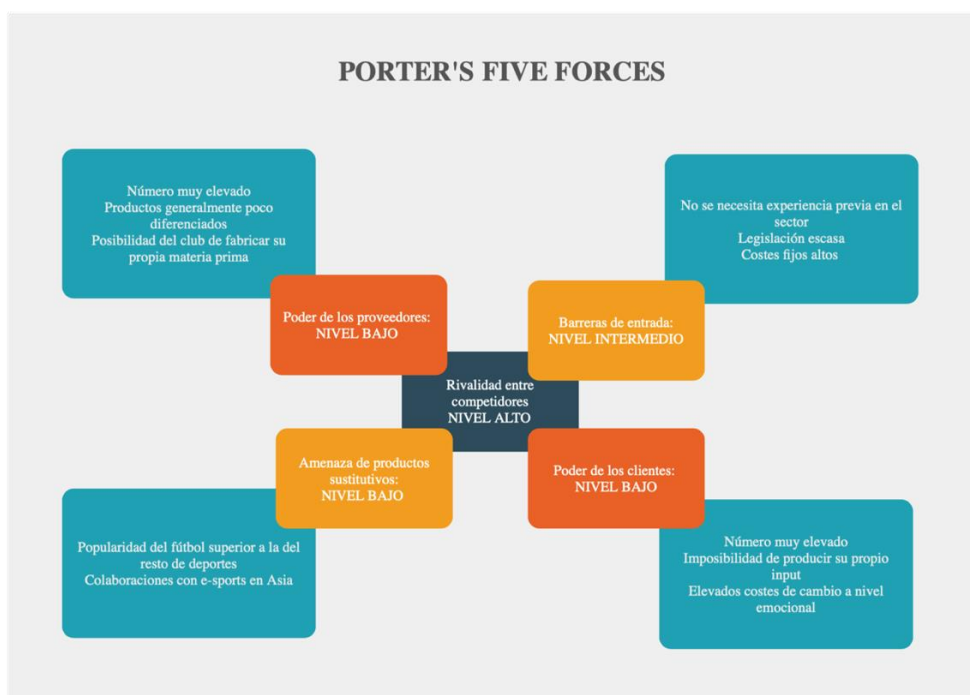 PORTER'S FIVE FORCES
Número muy elevado
Productos generalmente poco
diferenciados
Posibilidad del club de fabricar su
propia materia prima
No se necesita experiencia previa en el
sector
Legislación escasa
Costes fijos altos
Poder de los proveedores:
NIVEL BAJO
Barreras de entrada:
NIVEL INTERMEDIO
Rivalidad entre
competidores
NIVEL ALTO
Amenaza de productos
sustitutivos:
NIVEL BAJO
Poder de los clientes:
NIVEL BAJO
Popularidad del fútbol superior a la del
resto de deportes
Colaboraciones con e-sports en Asia
Número muy elevado
Imposibilidad de producir su propio
input
Elevados costes de cambio a nivel
emocional